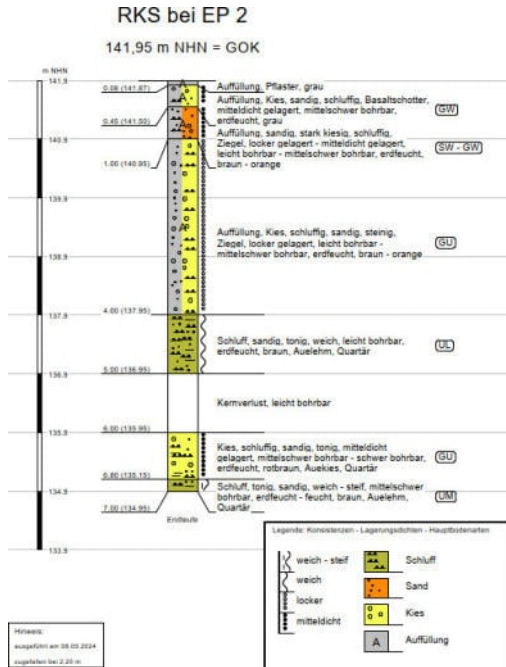 RKS bei EP 2
141,95 m NHN = GOK
m NHN
141.9
0.08 (141.87)
A
Auffüllung, Pflaster, grau
0.45 (141.50)
A
Auffüllung, Kies, sandig, schluffig, Basaltschotter,
mitteldicht gelagert, mittelschwer bohrbar,
erdfeucht, grau
GW
140.9
1.00 (140.95)
A
Auffüllung, sandig, stark kiesig, schluffig,
Ziegel, locker gelagert - mitteldicht gelagert,
leicht bohrbar - mittelschwer bohrbar, erdfeucht,
braun - orange
SW - GW
139.9
A
Auffüllung, Kies, schluffig, sandig, steinig,
Ziegel, locker gelagert, leicht bohrbar -
mittelschwer bohrbar, erdfeucht, braun - orange
GU
138.9
4.00 (137.95)
137.9
Schluff, sandig, tonig, weich, leicht bohrbar,
erdfeucht, braun, Auelehm, Quartär
UL
5.00 (136.95)
136.9
Kernverlust, leicht bohrbar
6.00 (135.95)
135.9
Kies, schluffig, sandig, tonig, mitteldicht
gelagert, mittelschwer bohrbar - schwer bohrbar,
erdfeucht, rotbraun, Auekies, Quartär
GU
6.80 (135.15)
134.9
Schluff, tonig, sandig, weich - steif, mittelschwer
bohrbar, erdfeucht - feucht, braun, Auelehm,
Quartär
UM
7.00 (134.95)
Endteufe
133.9
Legende: Konsistenzen - Lagerungsdichten - Hauptbodenarten
weich - steif
Schluff
weich
Sand
locker
Kies
mitteldicht
A
Auffüllung
Hinweis:
ausgeführt am 08.05.2024
zugefallen bei 2.20 m